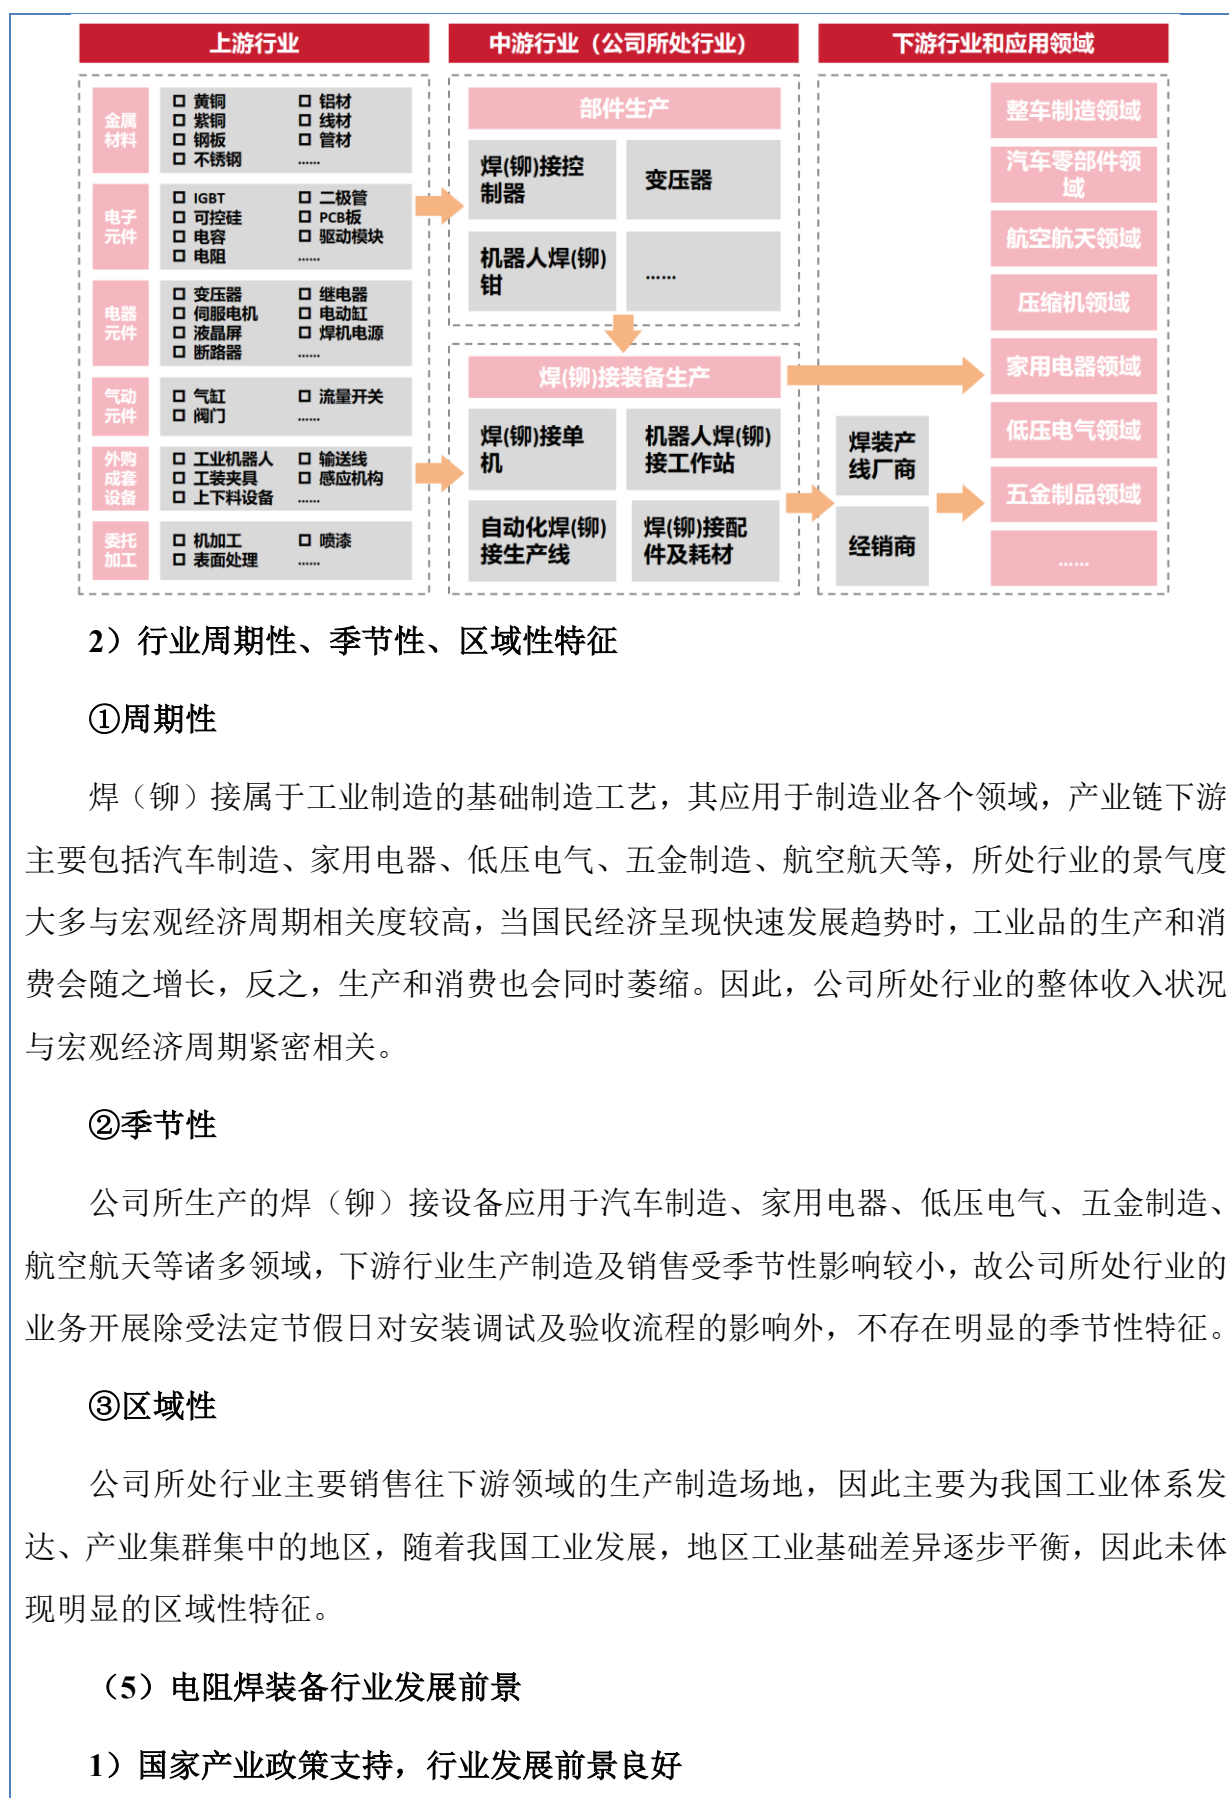 上游行业
中游行业（公司所处行业）
下游行业和应用领域
金属
材料
黄铜
铝材
紫铜
线材
钢板
管材
不锈钢
......
电子
元件
IGBT
二极管
可控硅
PCB板
电容
驱动模块
电阻
......
电器
元件
变压器
继电器
伺服电机
电动缸
液晶屏
焊机电源
断路器
......
气动
元件
气缸
流量开关
阀门
......
外购
成套
设备
工业机器人
输送线
工装夹具
感应机构
上下料设备
......
委托
加工
机加工
喷漆
表面处理
......
部件生产
焊(铆)接控
制器
变压器
机器人焊(铆)
钳
......
焊(铆)接装备生产
焊(铆)接单
机
机器人焊(铆)
接工作站
自动化焊(铆)
接生产线
焊(铆)接配
件及耗材
焊装产
线厂商
经销商
整车制造领域
汽车零部件领
域
航空航天领域
压缩机领域
家用电器领域
低压电气领域
五金制品领域
......
2）行业周期性、季节性、区域性特征
①周期性
焊（铆）接属于工业制造的基础制造工艺，其应用于制造业各个领域，产业链下游
主要包括汽车制造、家用电器、低压电气、五金制造、航空航天等，所处行业的景气度
大多与宏观经济周期相关度较高，当国民经济呈现快速发展趋势时，工业品的生产和消
费会随之增长，反之，生产和消费也会同时萎缩。因此，公司所处行业的整体收入状况
与宏观经济周期紧密相关。
②季节性
公司所生产的焊（铆）接设备应用于汽车制造、家用电器、低压电气、五金制造、
航空航天等诸多领域，下游行业生产制造及销售受季节性影响较小，故公司所处行业的
业务开展除受法定节假日对安装调试及验收流程的影响外，不存在明显的季节性特征。
③区域性
公司所处行业主要销售往下游领域的生产制造场地，因此主要为我国工业体系发
达、产业集群集中的地区，随着我国工业发展，地区工业基础差异逐步平衡，因此未体
现明显的区域性特征。
（5）电阻焊装备行业发展前景
1）国家产业政策支持，行业发展前景良好